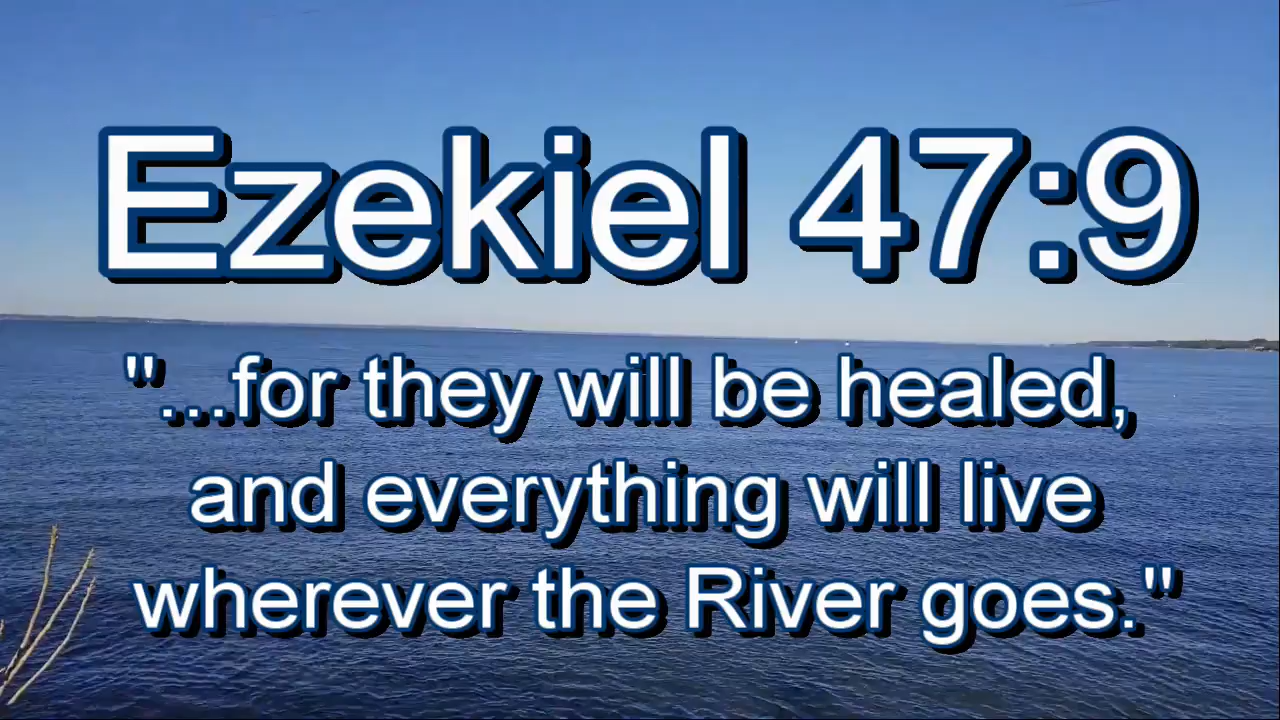 Ezekiel 47:9
"...for they will be healed,
and everything will live
wherever the River goes."